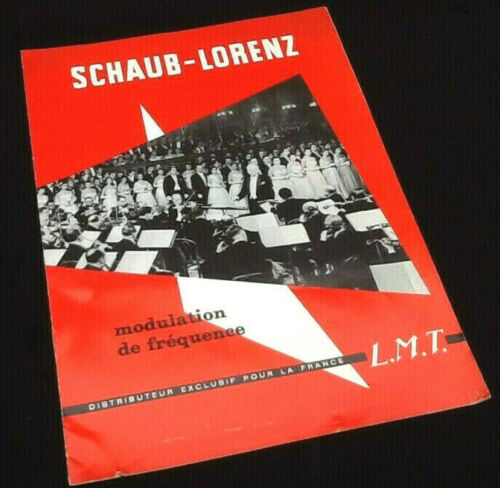 SCHAUB-LORENZ
modulation
de fréquence
DISTRIBUTEUR EXCLUSIF POUR LA FRANCE L.M.T.